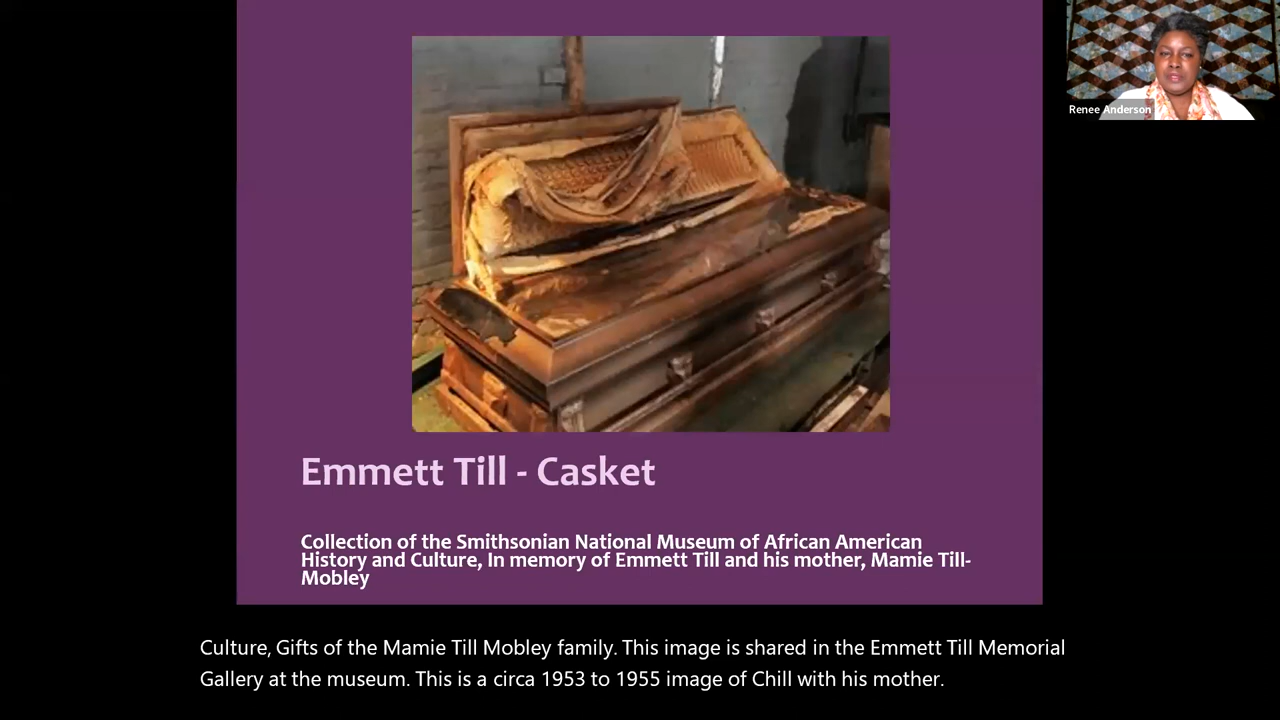 Renee Anderson
Emmett Till - Casket
Collection of the Smithsonian National Museum of African American
History and Culture, In memory of Emmett Till and his mother, Mamie Till-
Mobley
Culture, Gifts of the Mamie Till Mobley family. This image is shared in the Emmett Till Memorial
Gallery at the museum. This is a circa 1953 to 1955 image of Chill with his mother.